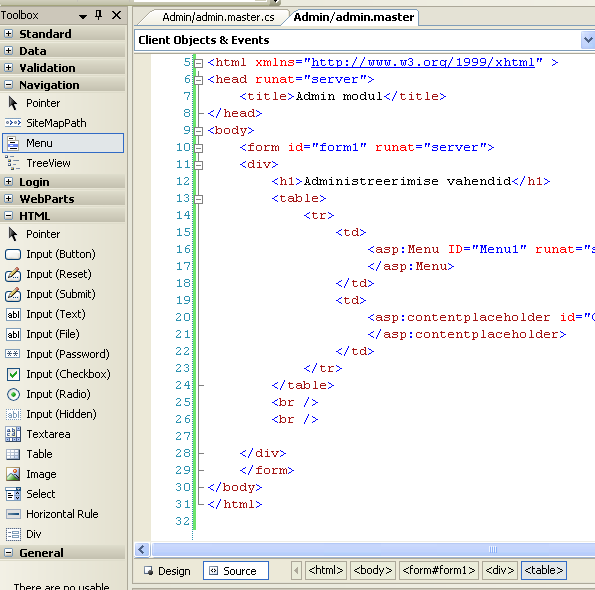 Toolbox
Standard
Data
Validation
Navigation
Pointer
SiteMapPath
Menu
TreeView
Login
WebParts
HTML
Pointer
Input (Button)
Input (Reset)
Input (Submit)
Input (Text)
Input (File)
Input (Password)
Input (Checkbox)
Input (Radio)
Input (Hidden)
Textarea
Table
Image
Select
Horizontal Rule
Div
General
There are no usable
Admin/admin.master.cs Admin/admin.master
Client Objects & Events
5 <html xmlns="http://www.w3.org/1999/xhtml" >
6 <head runat="server">
7 <title>Admin modul</title>
8 </head>
9 <body>
10 <form id="form1" runat="server">
11 <div>
12 <h1>Administreerimise vahendid</h1>
13 <table>
14 <tr>
15 <td>
16 <asp:Menu ID="Menu1" runat="s
17 </asp:Menu>
18 </td>
19 <td>
20 <asp:contentplaceholder id="C
21 </asp:contentplaceholder>
22 </td>
23 </tr>
24 </table>
25 <br />
26 <br />
27
28 </div>
29 </form>
30 </body>
31 </html>
32
Design Source <html> <body> <form#form1> <div> <table>